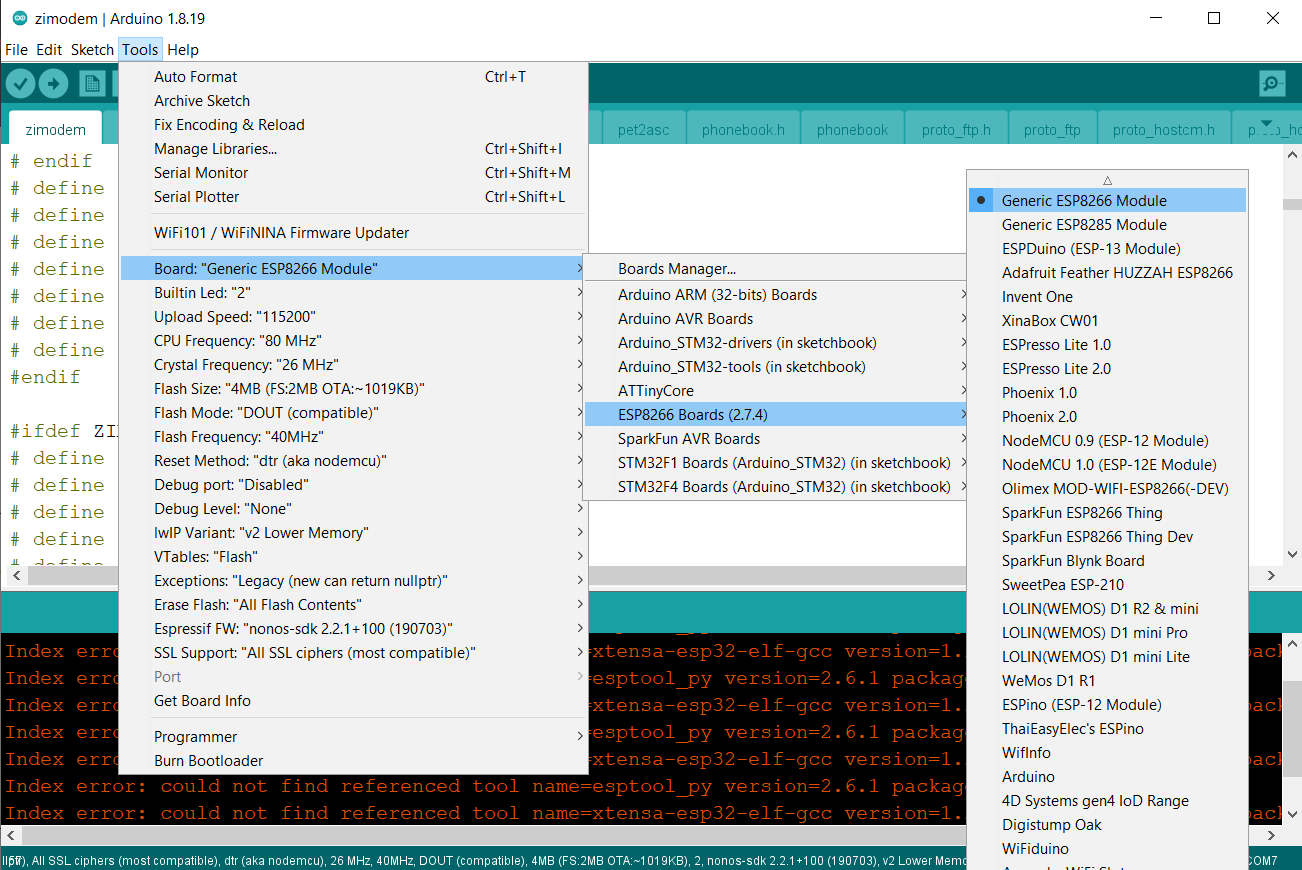 zimodem | Arduino 1.8.19
File Edit Sketch Tools Help
zimodem pet2asc phonebook.h phonebook proto_ftp.h proto_ftp proto_hostcm.h
# endif
# define
# define
# define
# define
# define
# define
# define
#endif
#ifdef
# define
# define
# define
# define
# define
Auto Format Ctrl+T
Archive Sketch
Fix Encoding & Reload
Manage Libraries... Ctrl+Shift+I
Serial Monitor Ctrl+Shift+M
Serial Plotter Ctrl+Shift+L
WiFi101 / WiFiNINA Firmware Updater
Board: "Generic ESP8266 Module"
Builtin Led: "2"
Upload Speed: "115200"
CPU Frequency: "80 MHz"
Crystal Frequency: "26 MHz"
Flash Size: "4MB (FS:2MB OTA:~1019KB)"
Flash Mode: "DOUT (compatible)"
Flash Frequency: "40MHz"
Reset Method: "dtr (aka nodemcu)"
Debug port: "Disabled"
Debug Level: "None"
lwIP Variant: "v2 Lower Memory"
VTables: "Flash"
Exceptions: "Legacy (new can return nullptr)"
Erase Flash: "All Flash Contents"
Espressif FW: "nonos-sdk 2.2.1+100 (190703)"
SSL Support: "All SSL ciphers (most compatible)"
Port
Get Board Info
Programmer
Burn Bootloader
Boards Manager...
Arduino ARM (32-bits) Boards
Arduino AVR Boards
Arduino_STM32-drivers (in sketchbook)
Arduino_STM32-tools (in sketchbook)
ATTinyCore
ESP8266 Boards (2.7.4)
SparkFun AVR Boards
STM32F1 Boards (Arduino_STM32) (in sketchbook)
STM32F4 Boards (Arduino_STM32) (in sketchbook)
Generic ESP8266 Module
Generic ESP8285 Module
ESPDuino (ESP-13 Module)
Adafruit Feather HUZZAH ESP8266
Invent One
XinaBox CW01
ESPresso Lite 1.0
ESPresso Lite 2.0
Phoenix 1.0
Phoenix 2.0
NodeMCU 0.9 (ESP-12 Module)
NodeMCU 1.0 (ESP-12E Module)
Olimex MOD-WIFI-ESP8266(-DEV)
SparkFun ESP8266 Thing
SparkFun ESP8266 Thing Dev
SparkFun Blynk Board
SweetPea ESP-210
LOLIN(WEMOS) D1 R2 & mini
LOLIN(WEMOS) D1 mini Pro
LOLIN(WEMOS) D1 mini Lite
WeMos D1 R1
ESPino (ESP-12 Module)
ThaiEasyElec's ESPino
WifInfo
Arduino
4D Systems gen4 IoD Range
Digistump Oak
WiFiduino
Index erro =xtensa-esp32-elf-gcc version=1. pack
Index erro =esptool_py version=2.6.1 package
Index erro =xtensa-esp32-elf-gcc version=1. pack
Index erro =esptool_py version=2.6.1 package
Index erro =xtensa-esp32-elf-gcc version=1. pack
Index error: could not find referenced tool name=esptool_py version=2.6.1 package
Index error: could not find referenced tool name=xtensa-esp32-elf-gcc version=1. pack
All SSL ciphers (most compatible), dtr (aka nodemcu), 26 MHz, 40MHz, DOUT (compatible), 4MB (FS:2MB OTA:~1019KB), 2, nonos-sdk 2.2.1+100 (190703), v2 Lower Memo COM7